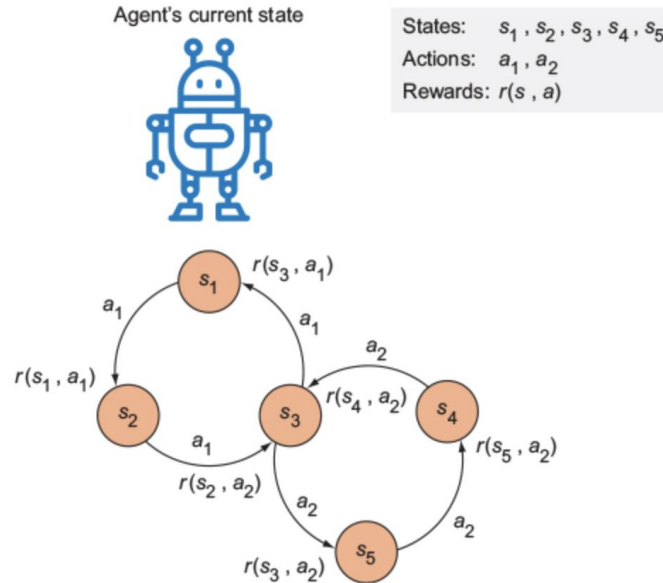 Agent's current state
States: s₁ , s₂ , s₃ , s₄ , s₅
Actions: a₁ , a₂
Rewards: r(s , a)
s₁
r(s₃ , a₁)
a₁
a₁
a₂
r(s₁ , a₁)
s₂
s₃
r(s₄ , a₂)
s₄
a₁
r(s₂ , a₂)
r(s₅ , a₂)
a₂
a₂
r(s₃ , a₂)
s₅